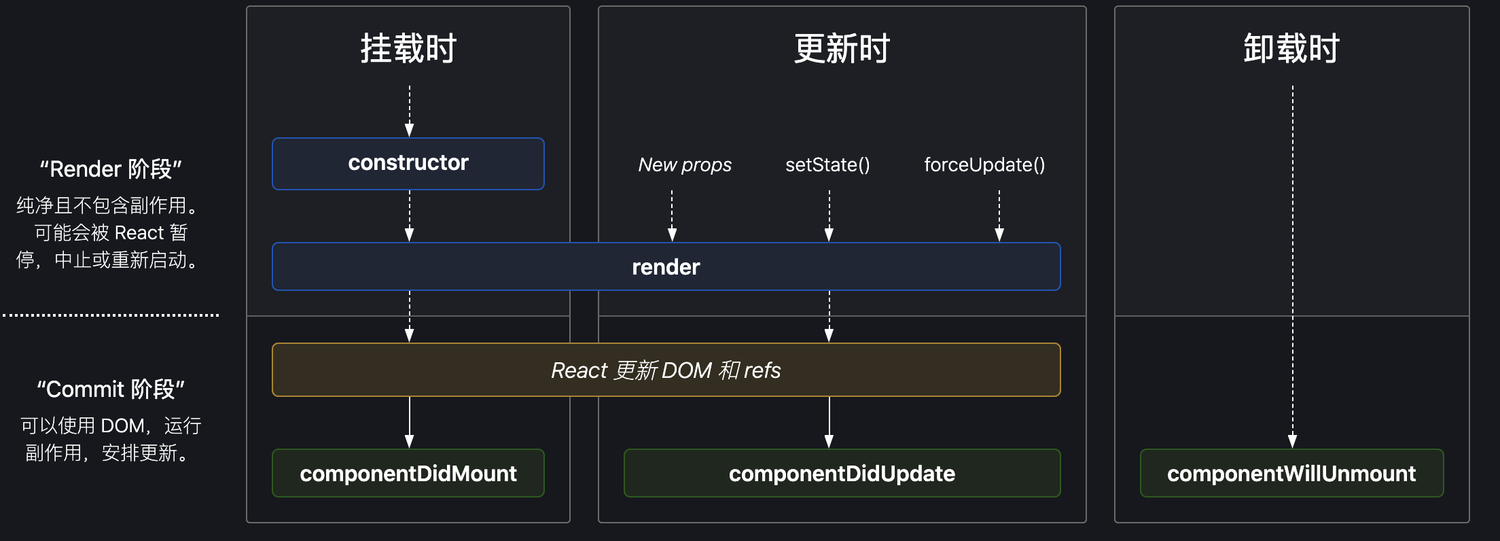 挂载时
更新时
卸载时
“Render 阶段”
纯净且不包含副作用。
可能会被 React 暂
停，中止或重新启动。
constructor
New props
setState()
forceUpdate()
render
“Commit 阶段”
可以使用 DOM，运行
副作用，安排更新。
React 更新 DOM 和 refs
componentDidMount
componentDidUpdate
componentWillUnmount